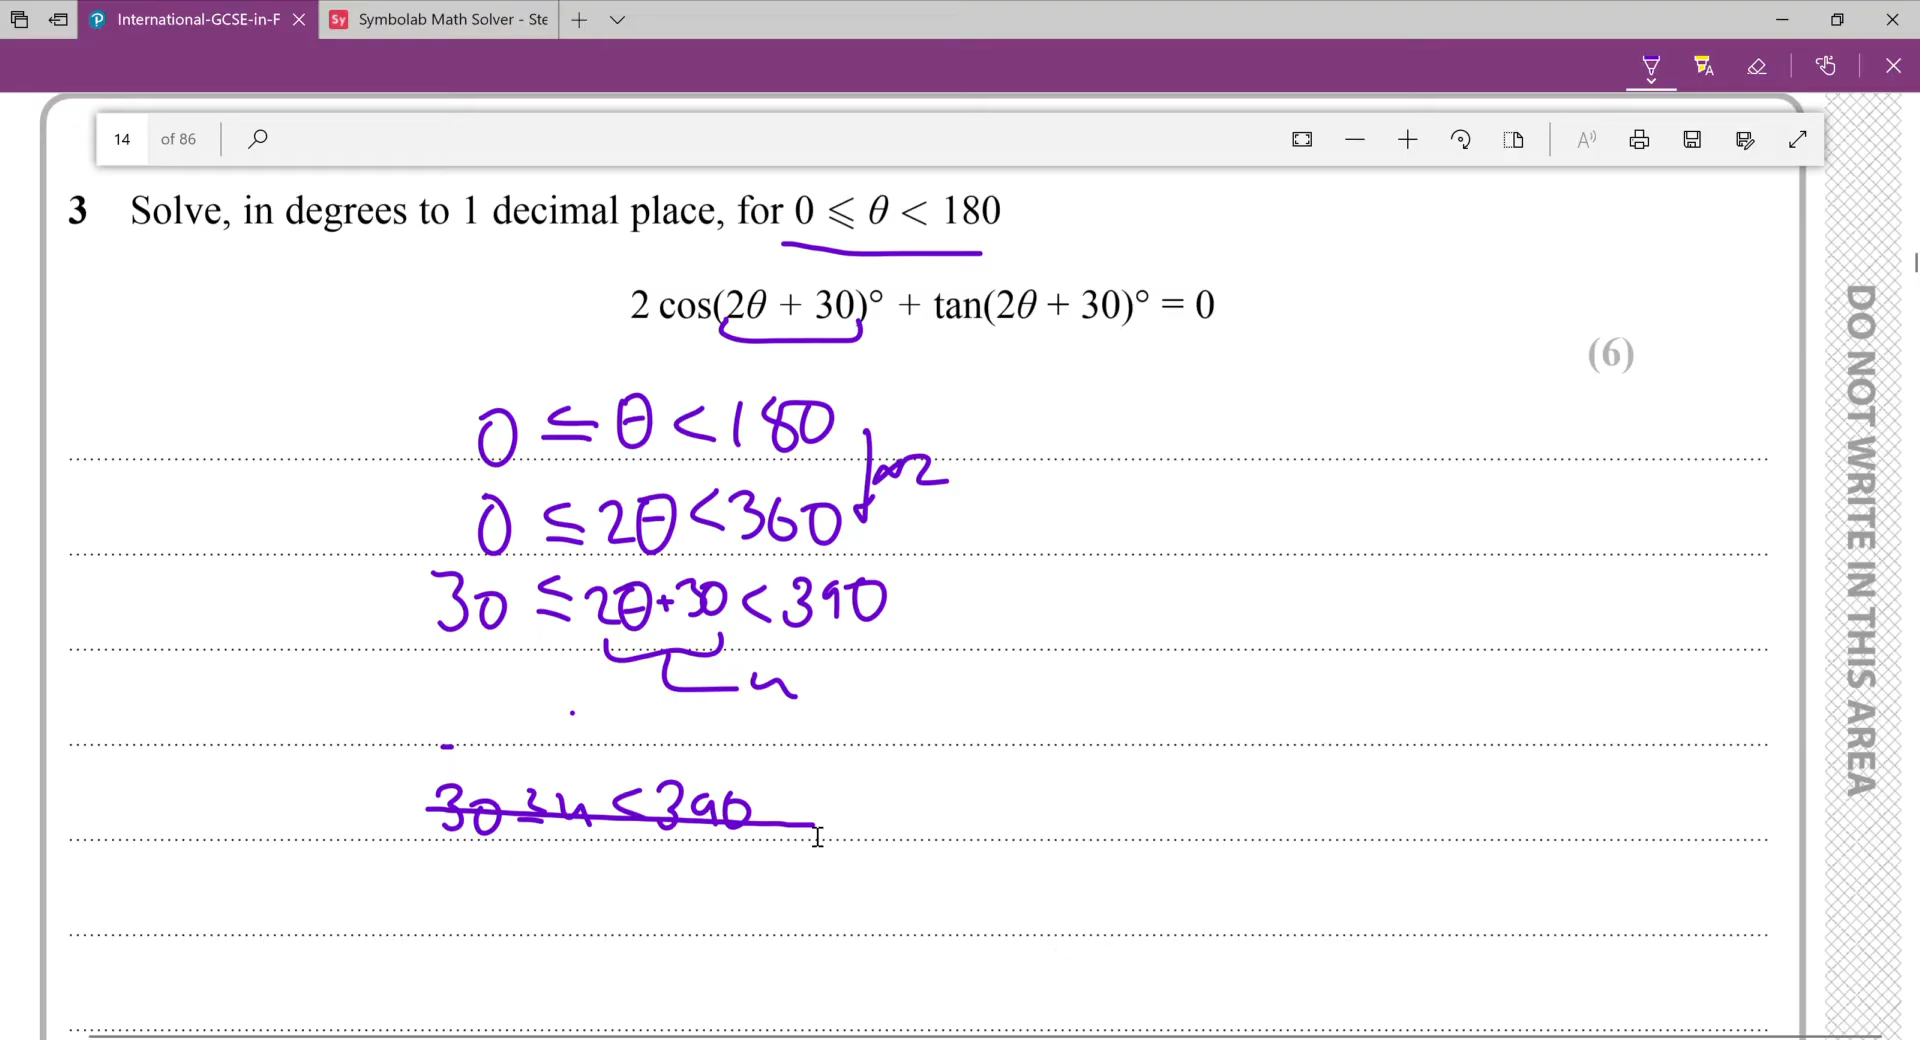 International-GCSE-in-F
Symbolab Math Solver - Ste
14 of 86
3 Solve, in degrees to 1 decimal place, for 0 ⩽ θ < 180
2 cos(2θ + 30)° + tan(2θ + 30)° = 0
(6)
0 ≤ θ < 180
0 ≤ 2θ < 360
30 ≤ 2θ+30 < 390
u
30 ≤ u < 390
DO NOT WRITE IN THIS AREA